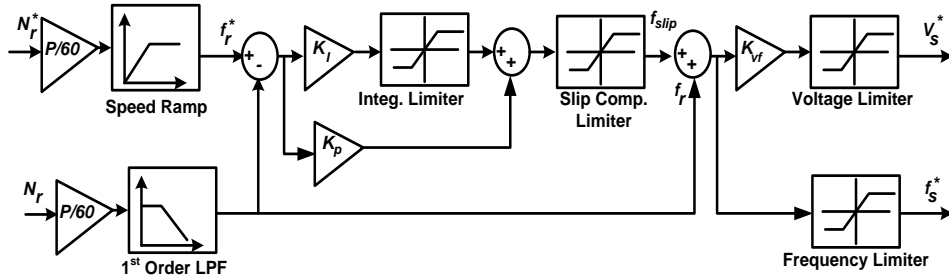 N_r^*
P/60
Speed Ramp
f_r^*
+
-
K_I
Integ. Limiter
+
+
Slip Comp.
Limiter
f_slip
+
+
f_r
K_vf
Voltage Limiter
V_s^*
K_p
N_r
P/60
1st Order LPF
Frequency Limiter
f_s^*